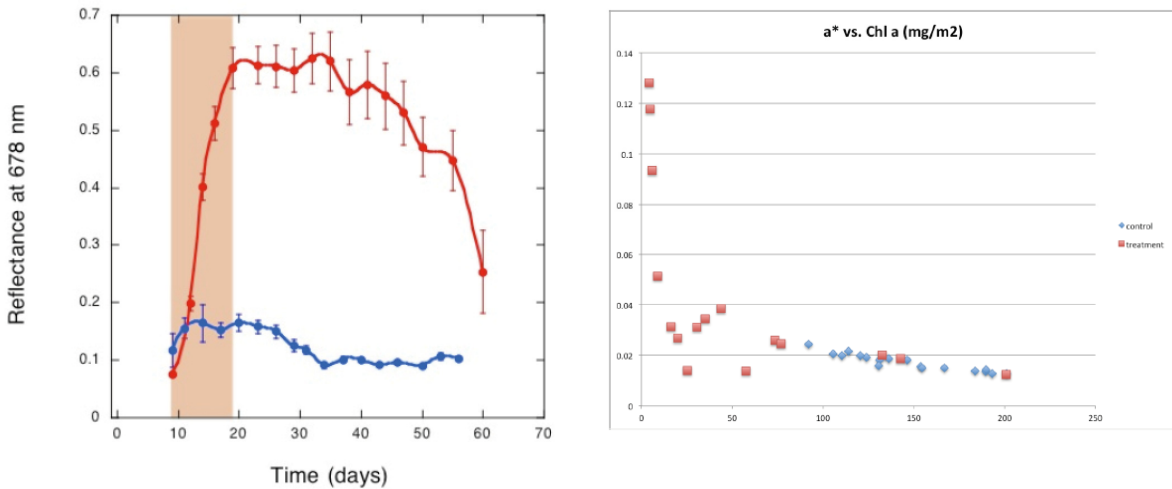 0.7
0.6
0.5
0.4
0.3
0.2
0.1
0
Reflectance at 678 nm
0 10 20 30 40 50 60 70
Time (days)
a* vs. Chl a (mg/m2)
0.14
0.12
0.1
0.08
0.06
0.04
0.02
0
0 50 100 150 200 250
control
treatment